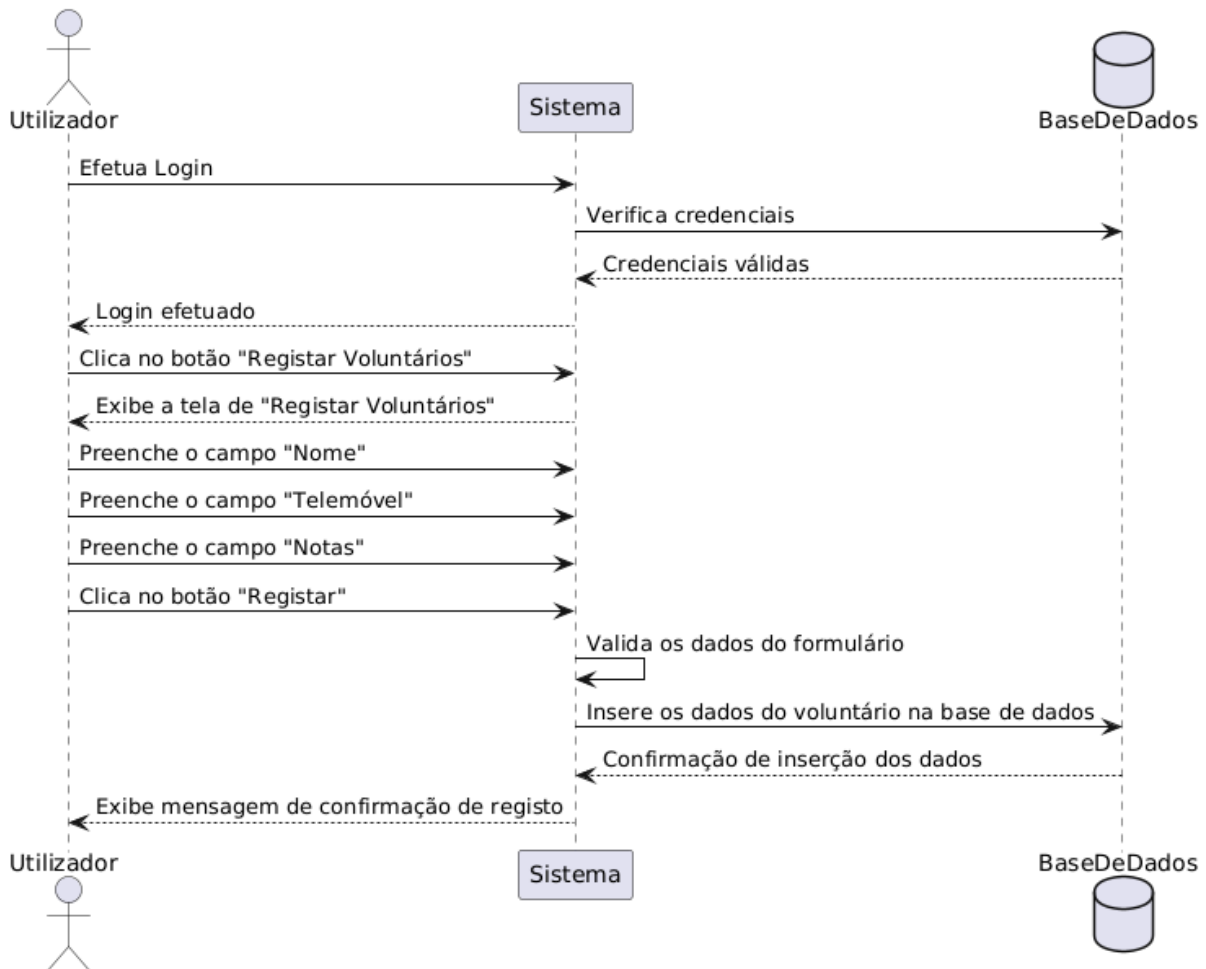 Utilizador
Sistema
BaseDeDados
Efetua Login
Verifica credenciais
Credenciais válidas
Login efetuado
Clica no botão "Registar Voluntários"
Exibe a tela de "Registar Voluntários"
Preenche o campo "Nome"
Preenche o campo "Telemóvel"
Preenche o campo "Notas"
Clica no botão "Registar"
Valida os dados do formulário
Insere os dados do voluntário na base de dados
Confirmação de inserção dos dados
Exibe mensagem de confirmação de registo
Utilizador
Sistema
BaseDeDados